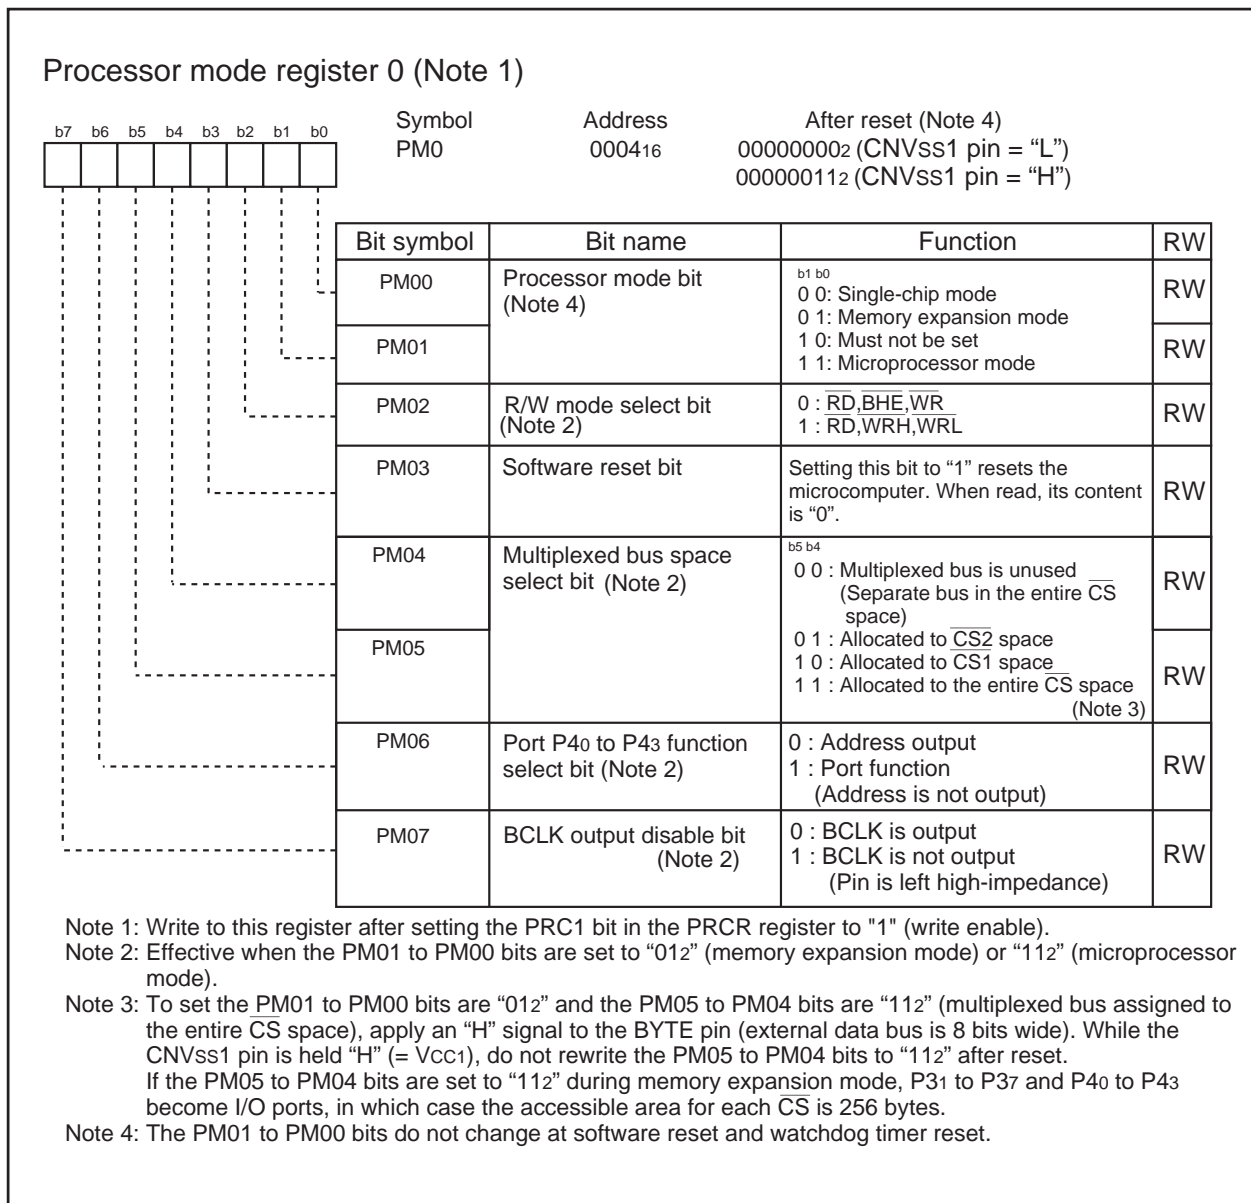 Processor mode register 0 (Note 1)
b7 b6 b5 b4 b3 b2 b1 b0
Symbol Address After reset (Note 4)
PM0 000416 000000002 (CNVSS1 pin = “L”)
000000112 (CNVSS1 pin = “H”)
Bit symbol Bit name Function RW
PM00 Processor mode bit (Note 4)
b1 b0
0 0: Single-chip mode
0 1: Memory expansion mode
1 0: Must not be set
1 1: Microprocessor mode
RW
PM01
RW
PM02
R/W mode select bit
(Note 2)
0 : RD,BHE,WR
1 : RD,WRH,WRL
RW
PM03
Software reset bit
Setting this bit to “1” resets the
microcomputer. When read, its content
is “0”.
RW
PM04
Multiplexed bus space
select bit (Note 2)
b5 b4
0 0 : Multiplexed bus is unused
(Separate bus in the entire CS
space)
0 1 : Allocated to CS2 space
1 0 : Allocated to CS1 space
1 1 : Allocated to the entire CS space
(Note 3)
RW
PM05
RW
PM06
Port P40 to P43 function
select bit (Note 2)
0 : Address output
1 : Port function
(Address is not output)
RW
PM07
BCLK output disable bit
(Note 2)
0 : BCLK is output
1 : BCLK is not output
(Pin is left high-impedance)
RW
Note 1: Write to this register after setting the PRC1 bit in the PRCR register to "1" (write enable).
Note 2: Effective when the PM01 to PM00 bits are set to “012” (memory expansion mode) or “112” (microprocessor
mode).
Note 3: To set the PM01 to PM00 bits are “012” and the PM05 to PM04 bits are “112” (multiplexed bus assigned to
the entire CS space), apply an “H” signal to the BYTE pin (external data bus is 8 bits wide). While the
CNVSS1 pin is held “H” (= VCC1), do not rewrite the PM05 to PM04 bits to “112” after reset.
If the PM05 to PM04 bits are set to “112” during memory expansion mode, P31 to P37 and P40 to P43
become I/O ports, in which case the accessible area for each CS is 256 bytes.
Note 4: The PM01 to PM00 bits do not change at software reset and watchdog timer reset.